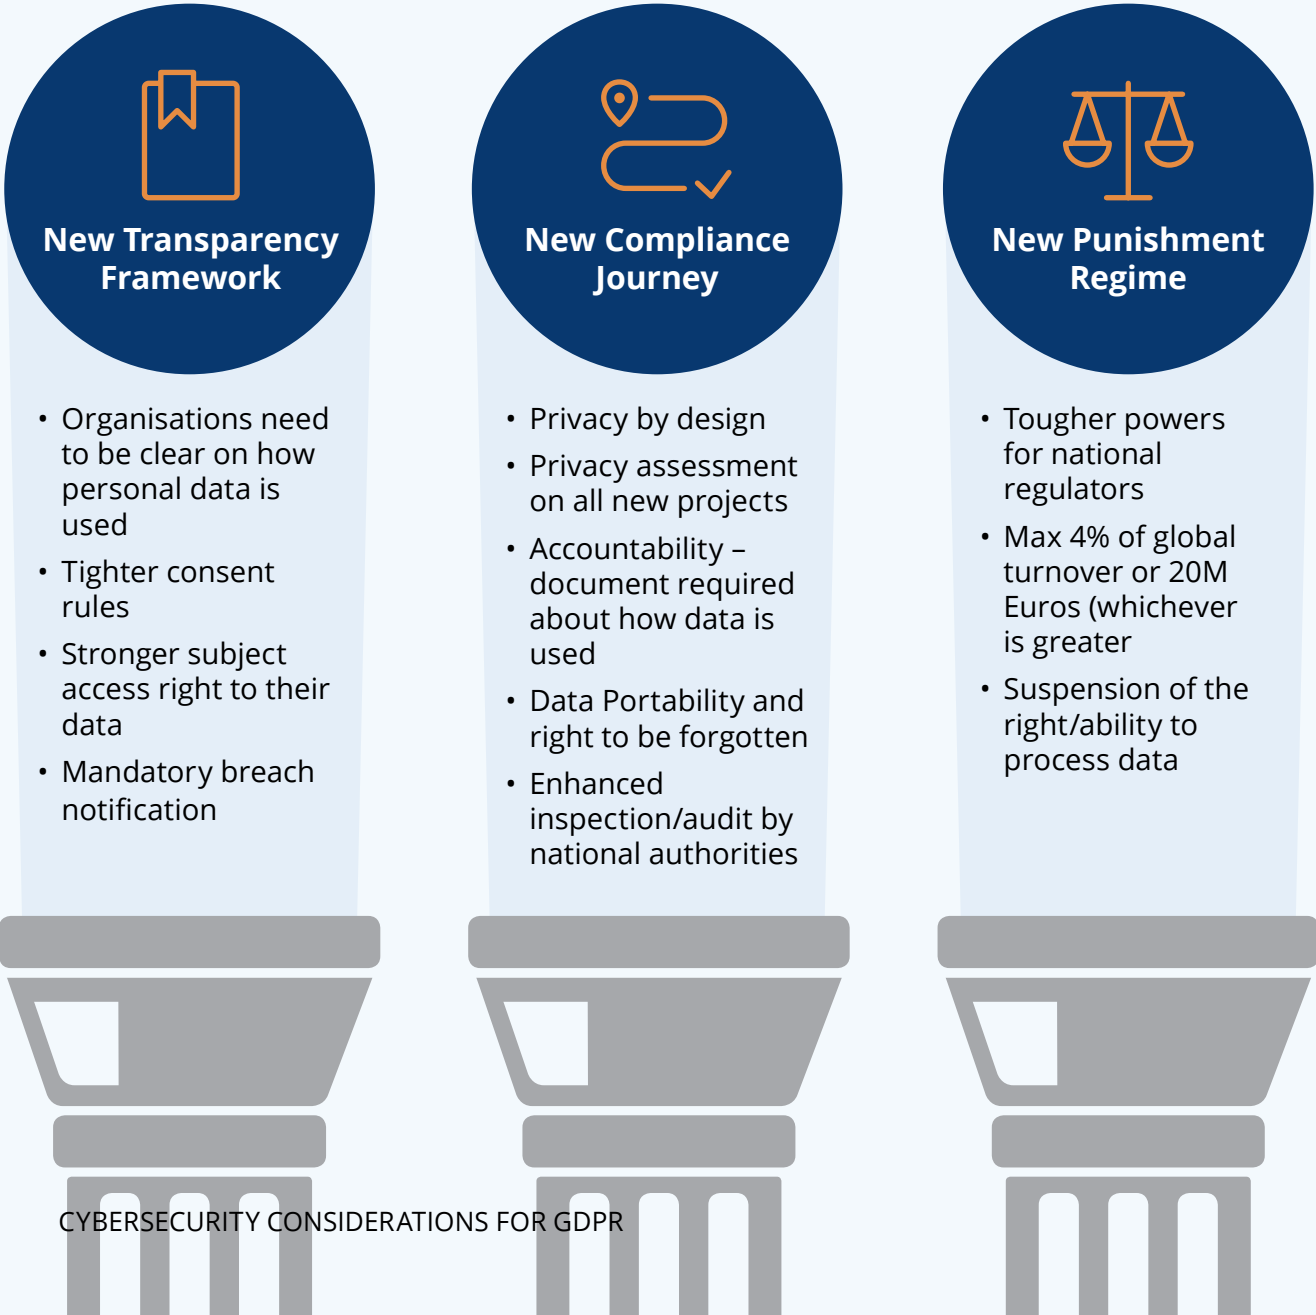 New Transparency
Framework
• Organisations need
to be clear on how
personal data is
used
• Tighter consent
rules
• Stronger subject
access right to their
data
• Mandatory breach
notification
New Compliance
Journey
• Privacy by design
• Privacy assessment
on all new projects
• Accountability –
document required
about how data is
used
• Data Portability and
right to be forgotten
• Enhanced
inspection/audit by
national authorities
New Punishment
Regime
• Tougher powers
for national
regulators
• Max 4% of global
turnover or 20M
Euros (whichever
is greater
• Suspension of the
right/ability to
process data
CYBERSECURITY CONSIDERATIONS FOR GDPR